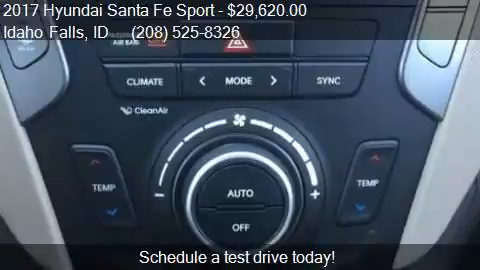 2017 Hyundai Santa Fe Sport - $29,620.00
Idaho Falls, ID (208) 525-8326
AIR BAG
CLIMATE
< MODE >
SYNC
CleanAir
TEMP
AUTO
TEMP
- +
OFF
Schedule a test drive today!